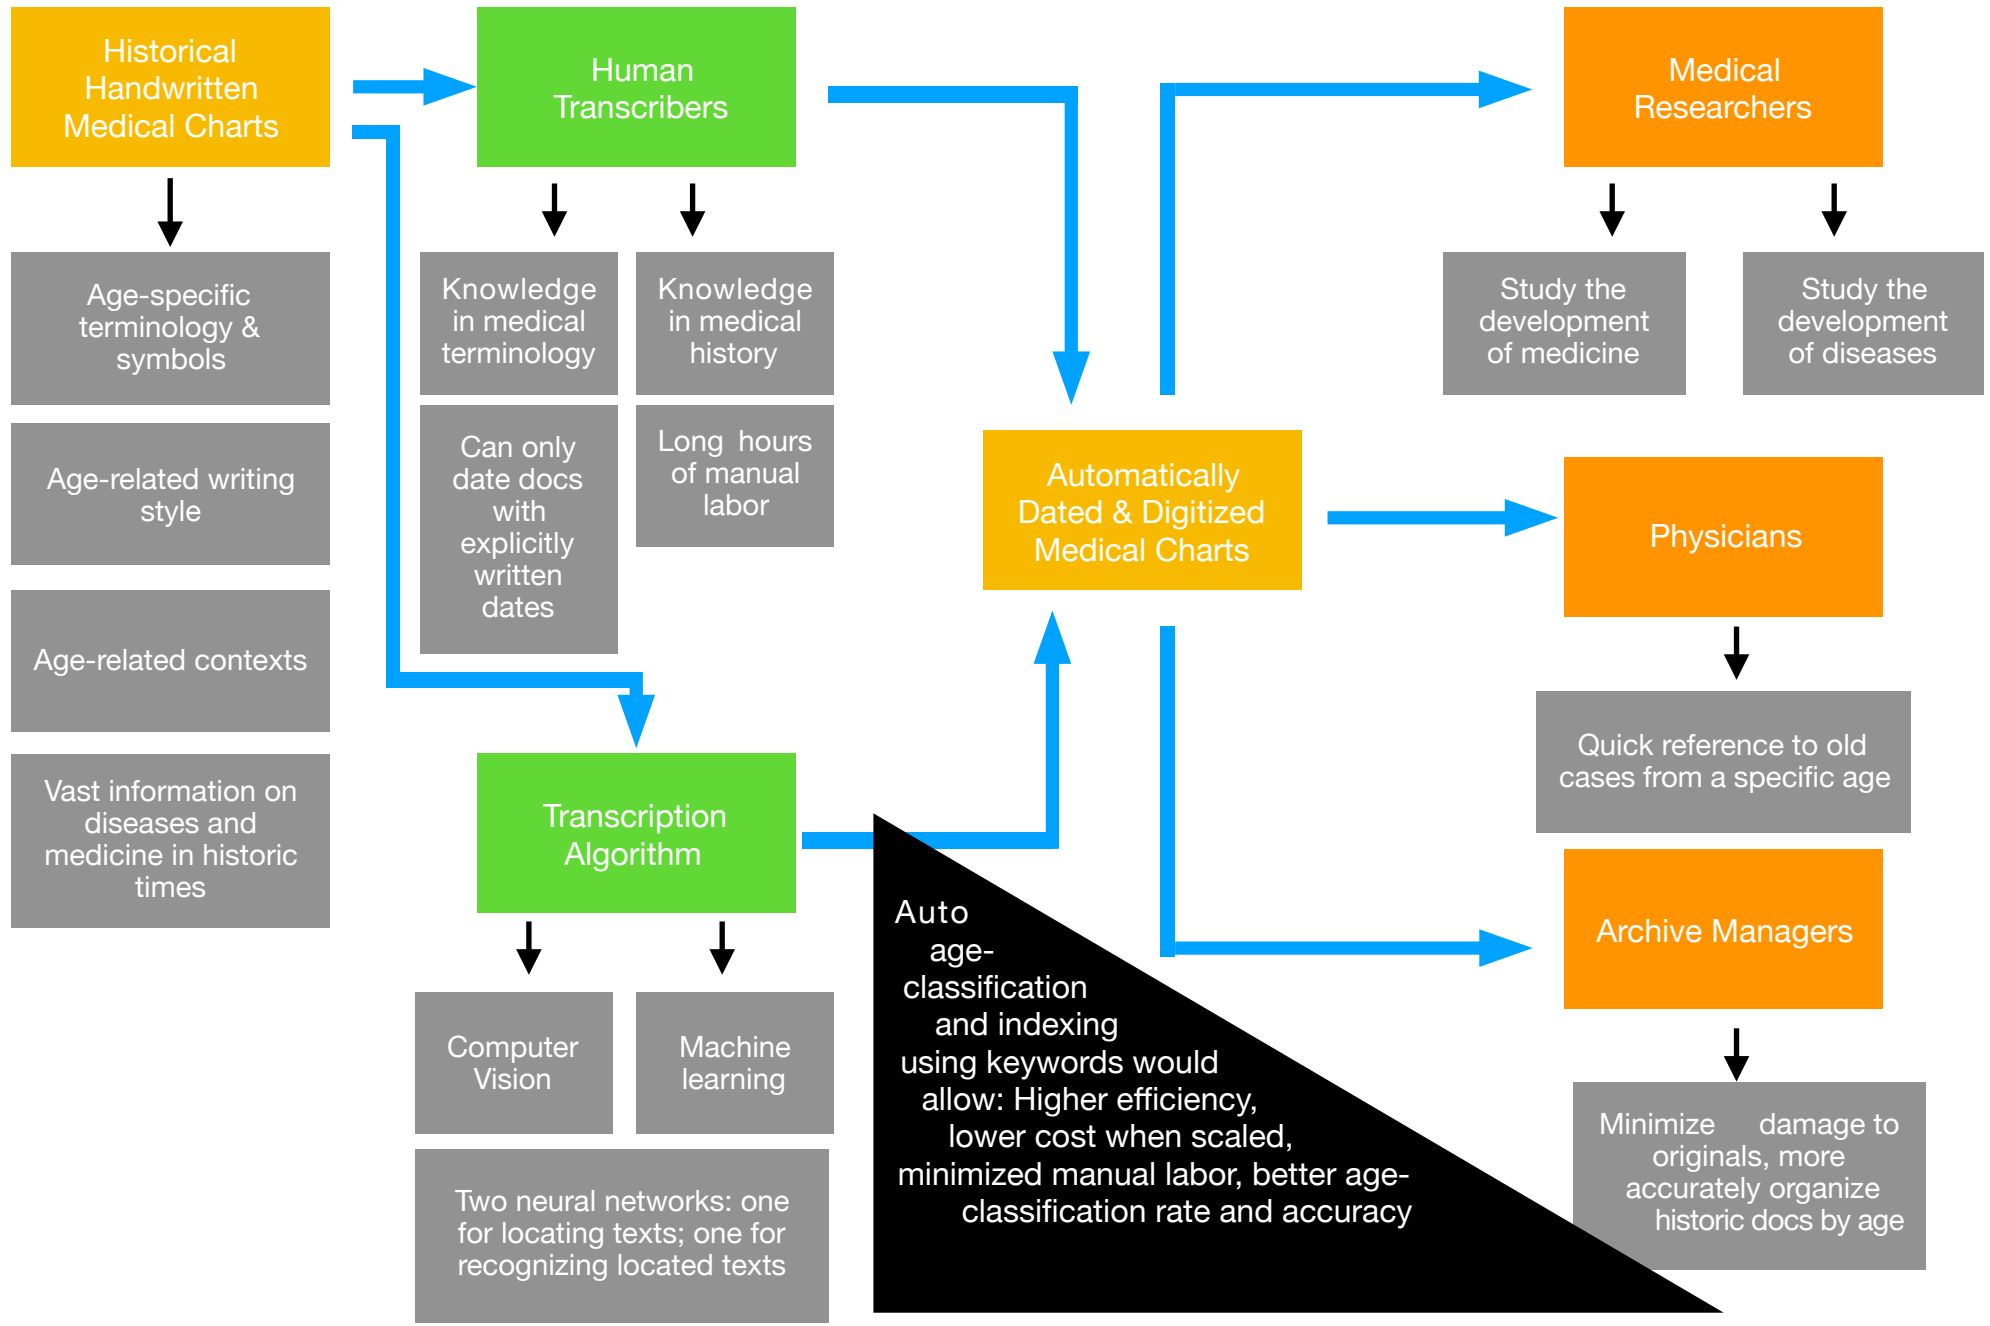 Historical
Handwritten
Medical Charts
Human
Transcribers
Medical
Researchers
Age-specific
terminology &
symbols
Knowledge
in medical
terminology
Knowledge
in medical
history
Study the
development
of medicine
Study the
development
of diseases
Age-related writing
style
Can only
date docs
with
explicitly
written
dates
Long hours
of manual
labor
Automatically
Dated & Digitized
Medical Charts
Physicians
Age-related contexts
Quick reference to old
cases from a specific age
Vast information on
diseases and
medicine in historic
times
Transcription
Algorithm
Archive Managers
Auto
age-
classification
and indexing
using keywords would
allow: Higher efficiency,
lower cost when scaled,
minimized manual labor, better age-
classification rate and accuracy
Computer
Vision
Machine
learning
Minimize damage to
originals, more
accurately organize
historic docs by age
Two neural networks: one
for locating texts; one for
recognizing located texts